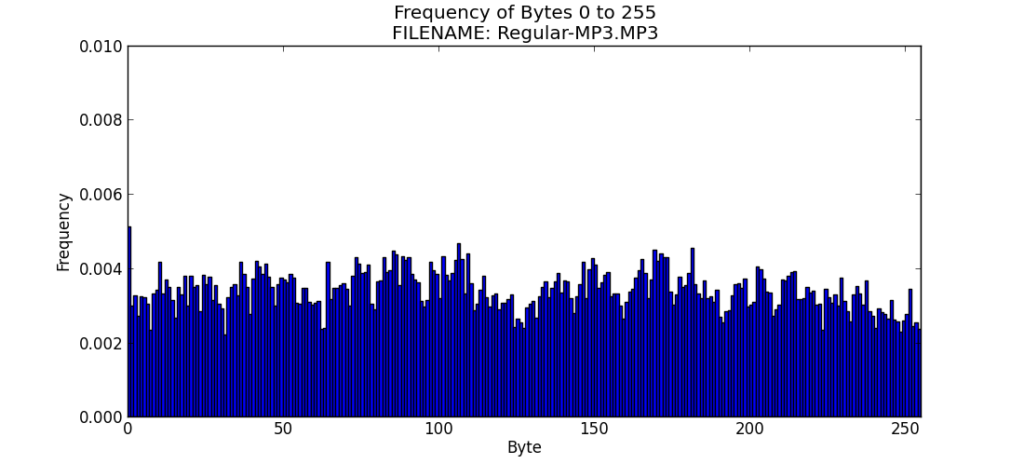 Frequency of Bytes 0 to 255
FILENAME: Regular-MP3.MP3
0.010
0.008
0.006
0.004
0.002
0.000
Frequency
0 50 100 150 200 250
Byte